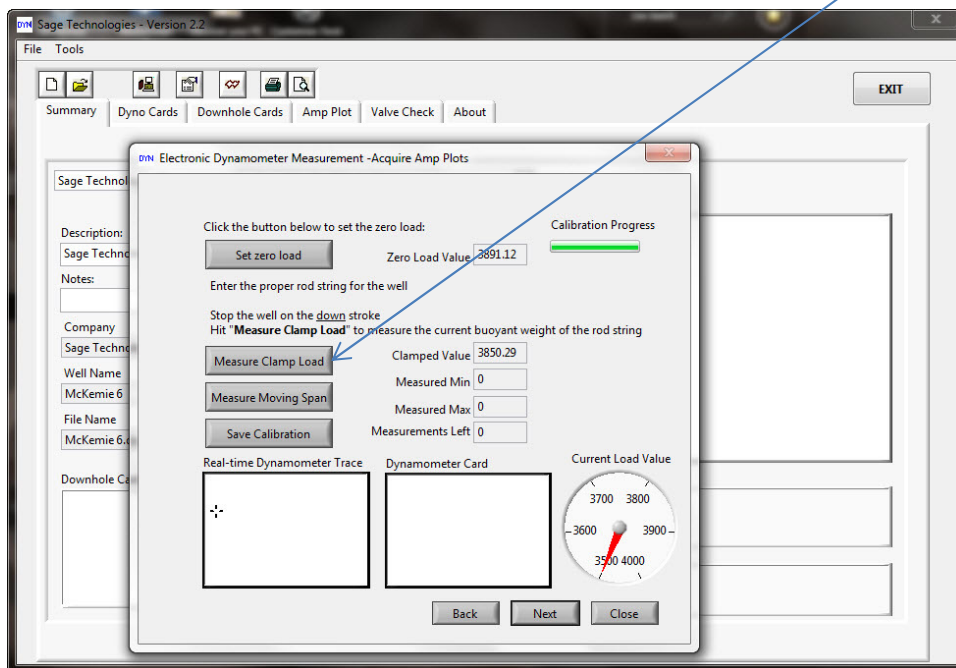 DYN Sage Technologies - Version 2.2
File Tools
EXIT
Summary Dyno Cards Downhole Cards Amp Plot Valve Check About
DYN Electronic Dynamometer Measurement -Acquire Amp Plots
Sage Technol
Description:
Sage Techno
Notes:
Company
Sage Techno
Well Name
McKemie 6
File Name
McKemie 6.
Downhole Ca
Click the button below to set the zero load:
Calibration Progress
Set zero load Zero Load Value 3891.12
Enter the proper rod string for the well
Stop the well on the down stroke
Hit "Measure Clamp Load" to measure the current buoyant weight of the rod string
Measure Clamp Load Clamped Value 3850.29
Measured Min 0
Measure Moving Span
Measured Max 0
Save Calibration Measurements Left 0
Real-time Dynamometer Trace Dynamometer Card Current Load Value
3700 3800
3600 3900
3500 4000
Back Next Close